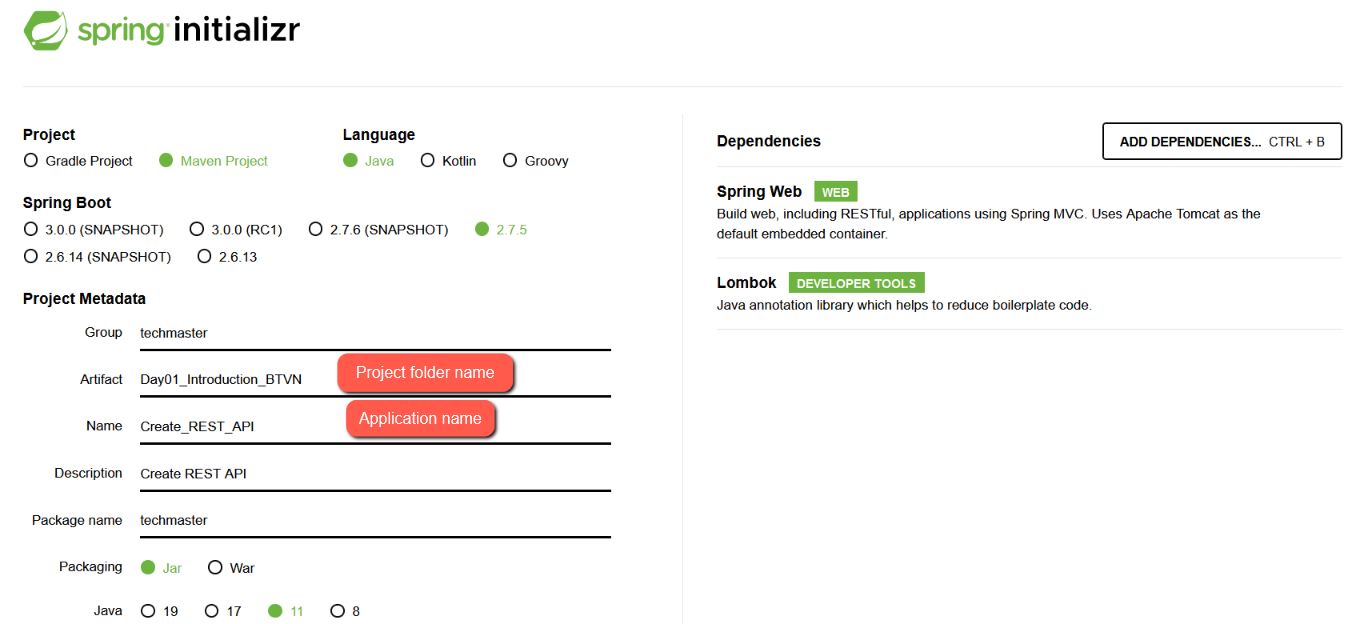 spring initializr
Project
Gradle Project Maven Project
Language
Java Kotlin Groovy
Spring Boot
3.0.0 (SNAPSHOT) 3.0.0 (RC1) 2.7.6 (SNAPSHOT) 2.7.5
2.6.14 (SNAPSHOT) 2.6.13
Project Metadata
Group techmaster
Artifact Day01_Introduction_BTVN Project folder name
Name Create_REST_API Application name
Description Create REST API
Package name techmaster
Packaging Jar War
Java 19 17 11 8
Dependencies ADD DEPENDENCIES... CTRL + B
Spring Web WEB
Build web, including RESTful, applications using Spring MVC. Uses Apache Tomcat as the
default embedded container.
Lombok DEVELOPER TOOLS
Java annotation library which helps to reduce boilerplate code.